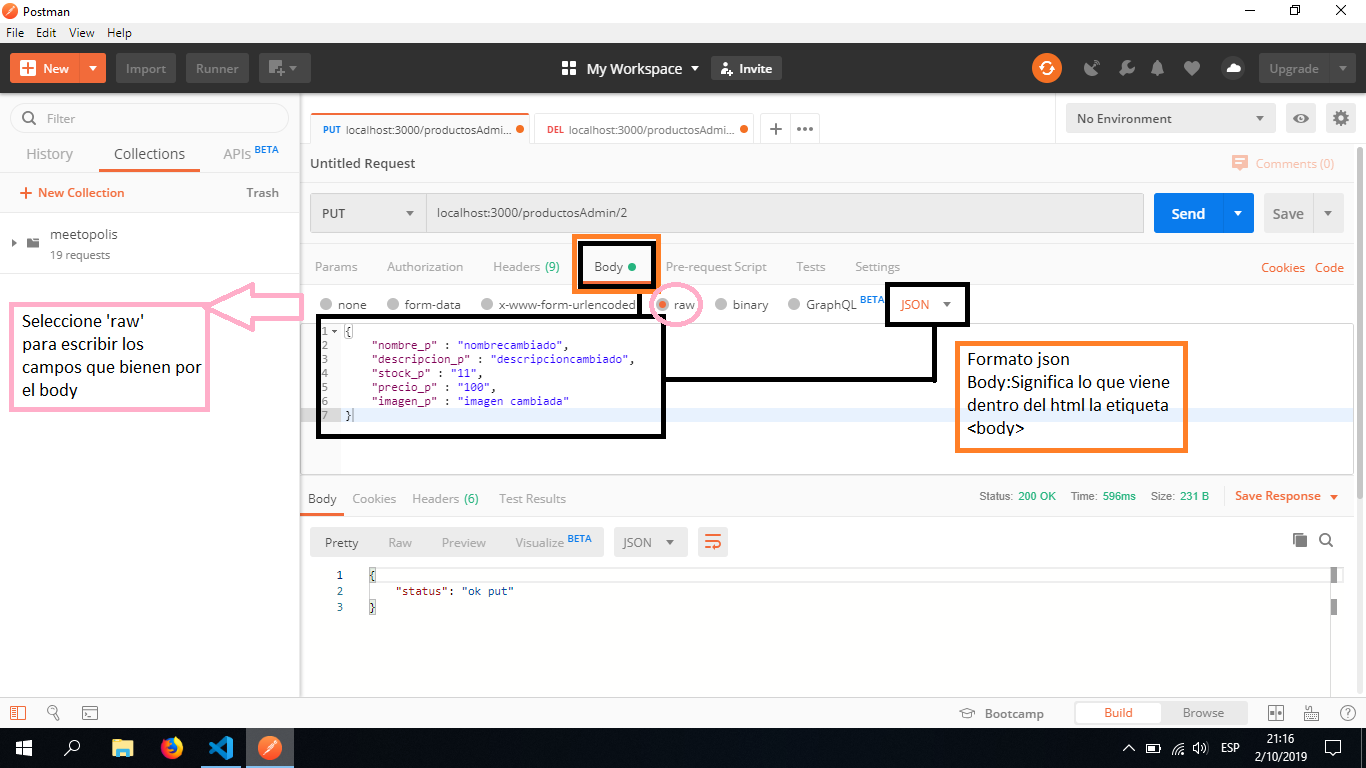 Postman
File Edit View Help
New Import Runner My Workspace Invite Upgrade
Filter
History Collections APIs BETA
New Collection Trash
meetopolis
19 requests
PUT localhost:3000/productosAdmi... DEL localhost:3000/productosAdmi... No Environment
Untitled Request Comments (0)
PUT localhost:3000/productosAdmin/2 Send Save
Params Authorization Headers (9) Body Pre-request Script Tests Settings Cookies Code
none form-data x-www-form-urlencoded raw binary GraphQL BETA JSON
Seleccione 'raw'
para escribir los
campos que bienen por
el body
1 {
2 "nombre_p" : "nombrecambiado",
3 "descripcion_p" : "descripcioncambiado",
4 "stock_p" : "11",
5 "precio_p" : "100",
6 "imagen_p" : "imagen cambiada"
7 }
Formato json
Body:Significa lo que viene
dentro del html la etiqueta
<body>
Body Cookies Headers (6) Test Results Status: 200 OK Time: 596ms Size: 231 B Save Response
Pretty Raw Preview Visualize BETA JSON
1 {
2 "status": "ok put"
3 }
Bootcamp Build Browse
ESP
21:16
2/10/2019